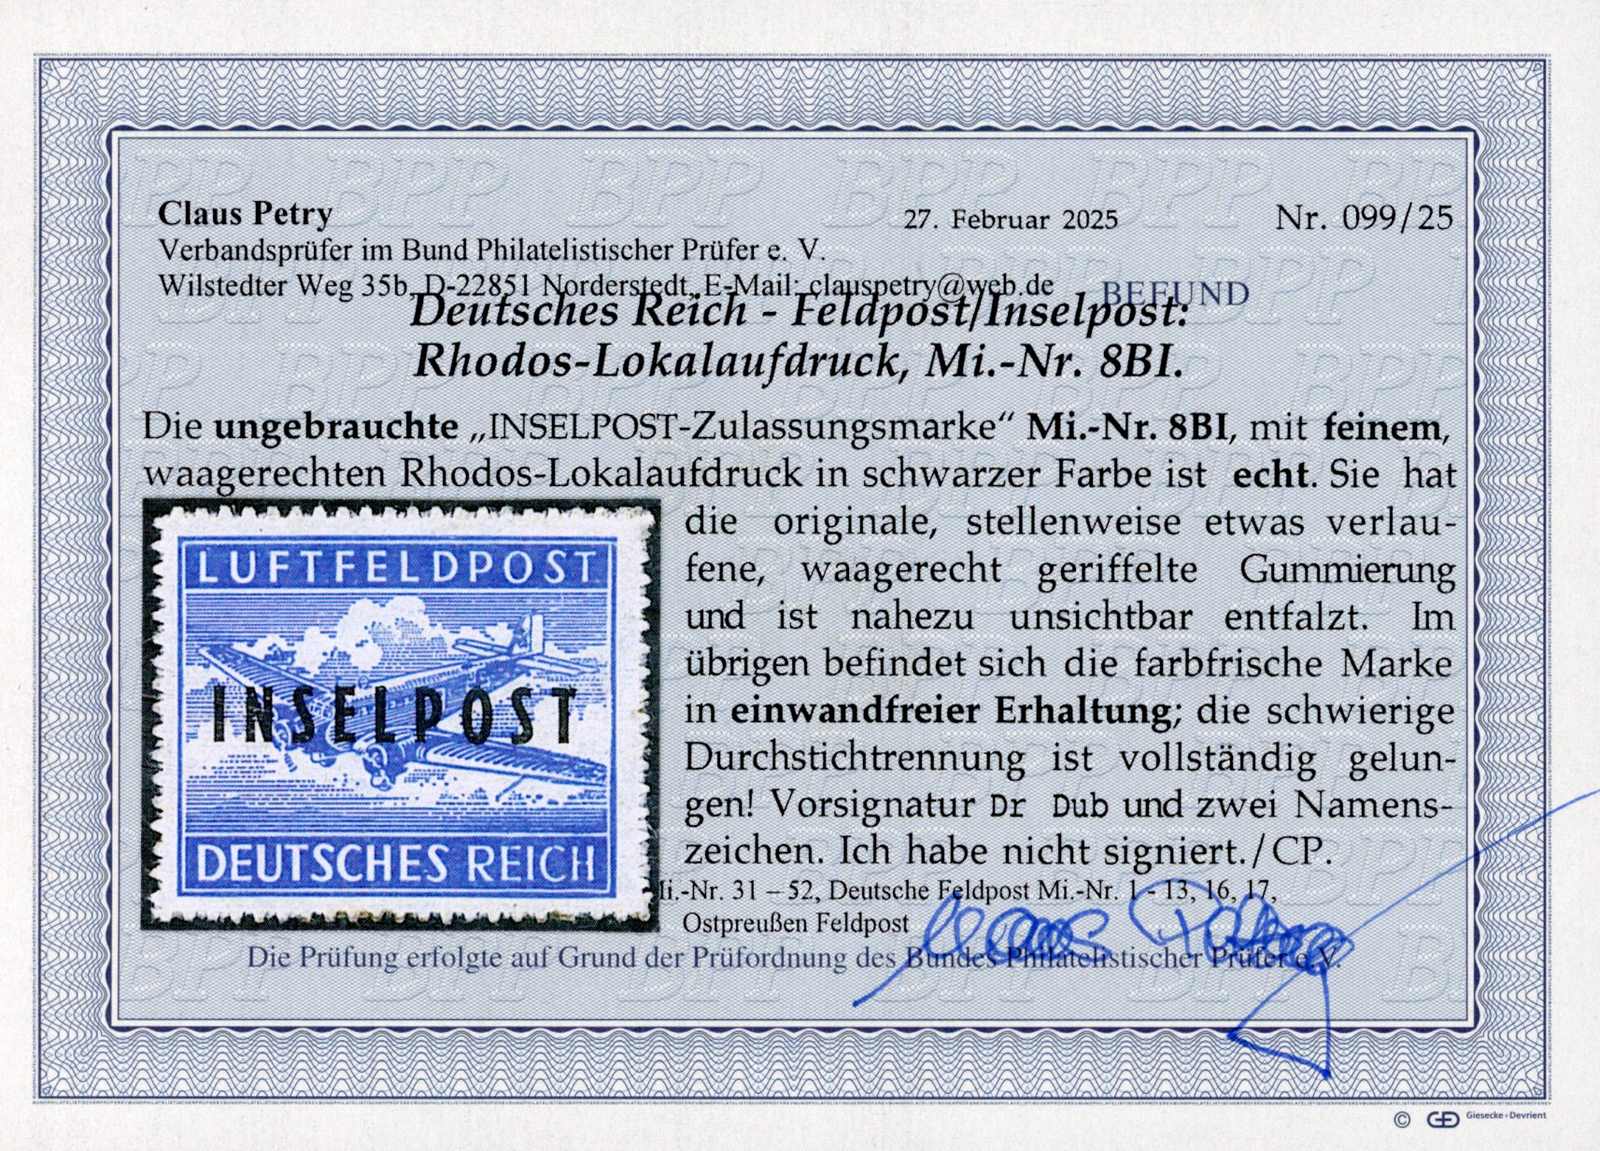 Claus Petry
27. Februar 2025
Nr. 099/25
Verbandsprüfer im Bund Philatelistischer Prüfer e. V.
Wilstedter Weg 35b, D-22851 Norderstedt, E-Mail: clauspetry@web.de
BEFUND
Deutsches Reich - Feldpost/Inselpost:
Rhodos-Lokalaufdruck, Mi.-Nr. 8BI.
Die ungebrauchte „INSELPOST-Zulassungsmarke“ Mi.-Nr. 8BI, mit feinem,
waagerechten Rhodos-Lokalaufdruck in schwarzer Farbe ist echt. Sie hat
die originale, stellenweise etwas verlau-
fene, waagerecht geriffelte Gummierung
und ist nahezu unsichtbar entfalzt. Im
übrigen befindet sich die farbfrische Marke
in einwandfreier Erhaltung; die schwierige
Durchstichtrennung ist vollständig gelun-
gen! Vorsignatur Dr Dub und zwei Namens-
zeichen. Ich habe nicht signiert./CP.
LUFTFELDPOST
INSELPOST
DEUTSCHES REICH
Mi.-Nr. 31 – 52, Deutsche Feldpost Mi.-Nr. 1 - 13, 16, 17,
Ostpreußen Feldpost
Claus Petry
Die Prüfung erfolgte auf Grund der Prüfordnung des Bundes Philatelistischer Prüfer e.V.
© GD Giesecke+Devrient